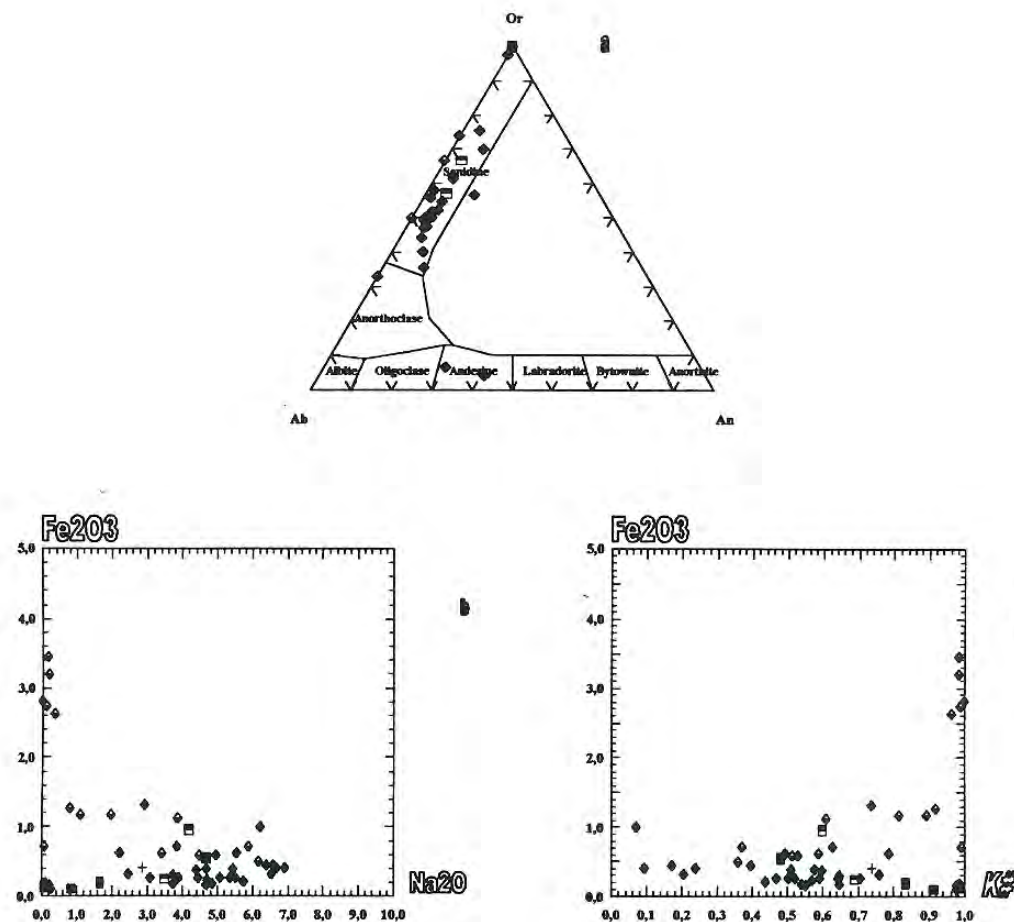 Or
a
Sanidine
Anorthoclase
Albite Oligoclase Andesine Labradorite Bytownite Anorthite
Ab An
Fe2O3 Fe2O3
5,0 5,0
b
4,0 4,0
3,0 3,0
2,0 2,0
1,0 1,0
0,0 Na2O 0,0 K#
0,0 1,0 2,0 3,0 4,0 5,0 6,0 7,0 8,0 9,0 10,0 0,0 0,1 0,2 0,3 0,4 0,5 0,6 0,7 0,8 0,9 1,0